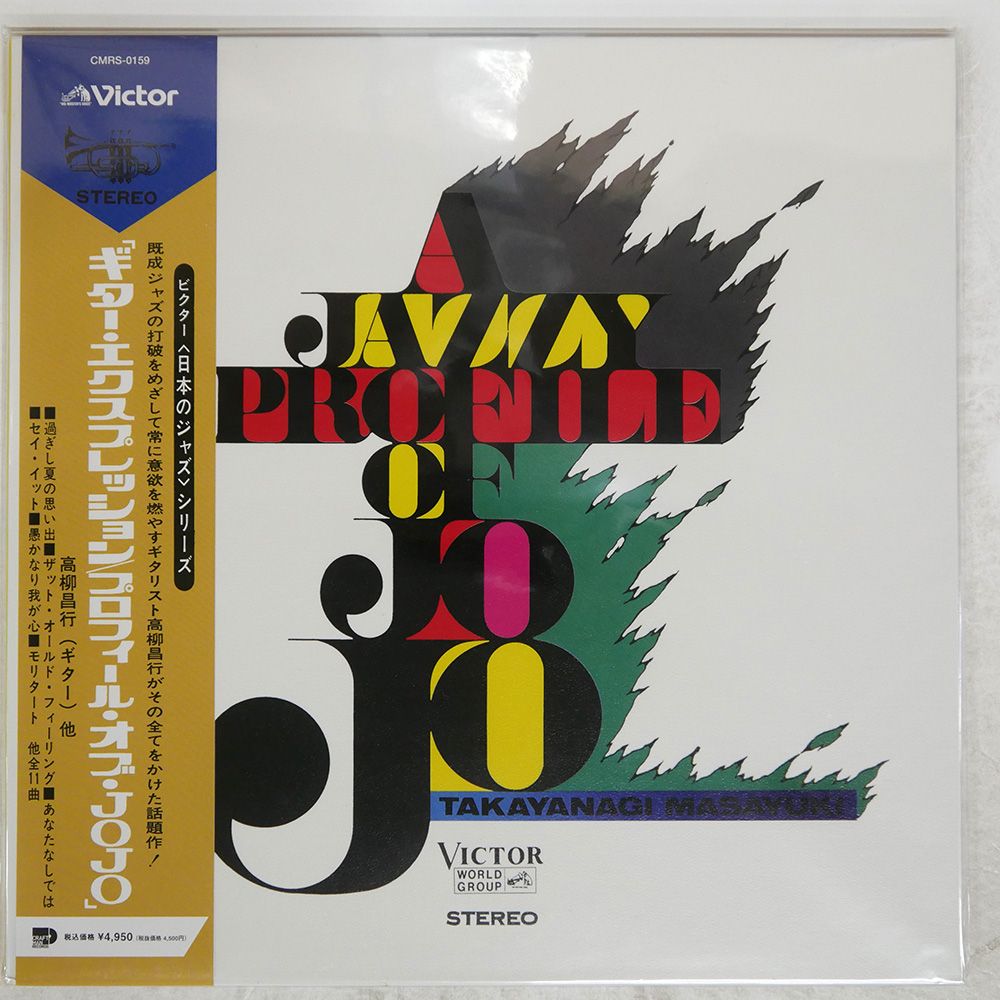 CMRS-0159
"HIS MASTER'S VOICE"
Victor
STEREO
ビクター〈日本のジャズ〉シリーズ
既成ジャズの打破をめざして常に意欲を燃やすギタリスト高柳昌行がその全てをかけた話題作!
「ギター・エクスプレッション/プロフィール・オブ・JOJO」
高柳昌行(ギター)他
■過ぎし夏の思い出■ザット・オールド・フィーリング■あなたなしでは
■セイ・イット■愚かなり我が心■モリタート 他全11曲
CRAFTMAN RECORDS
税込価格 ¥4,950(税抜価格 4,500円)
A
JAZZY
PROFILE
OF
JO
JO
TAKAYANAGI MASAYUKI
VICTOR
WORLD
GROUP
STEREO